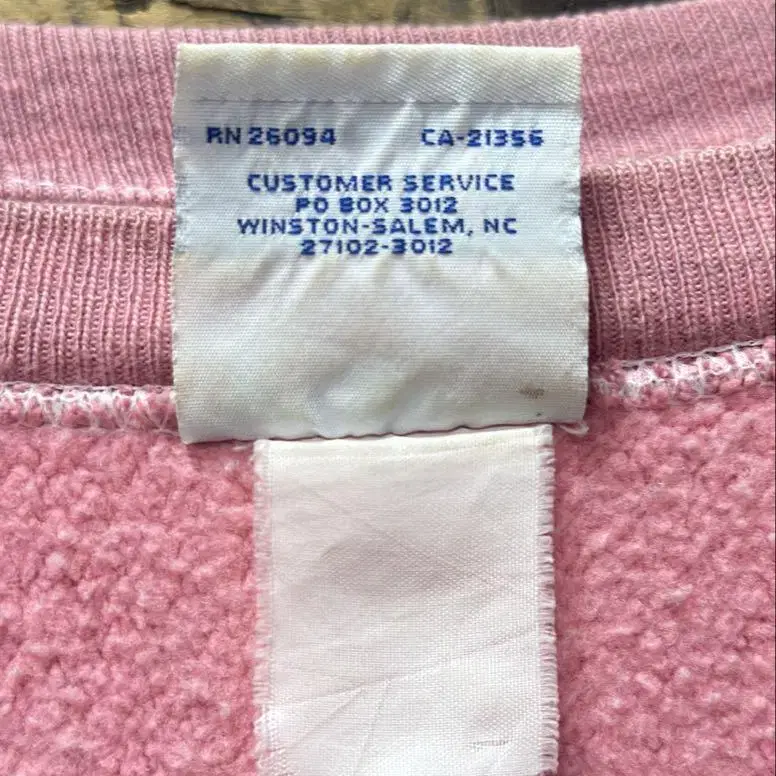 RN 26094 CA-21356
CUSTOMER SERVICE
PO BOX 3012
WINSTON-SALEM, NC
27102-3012